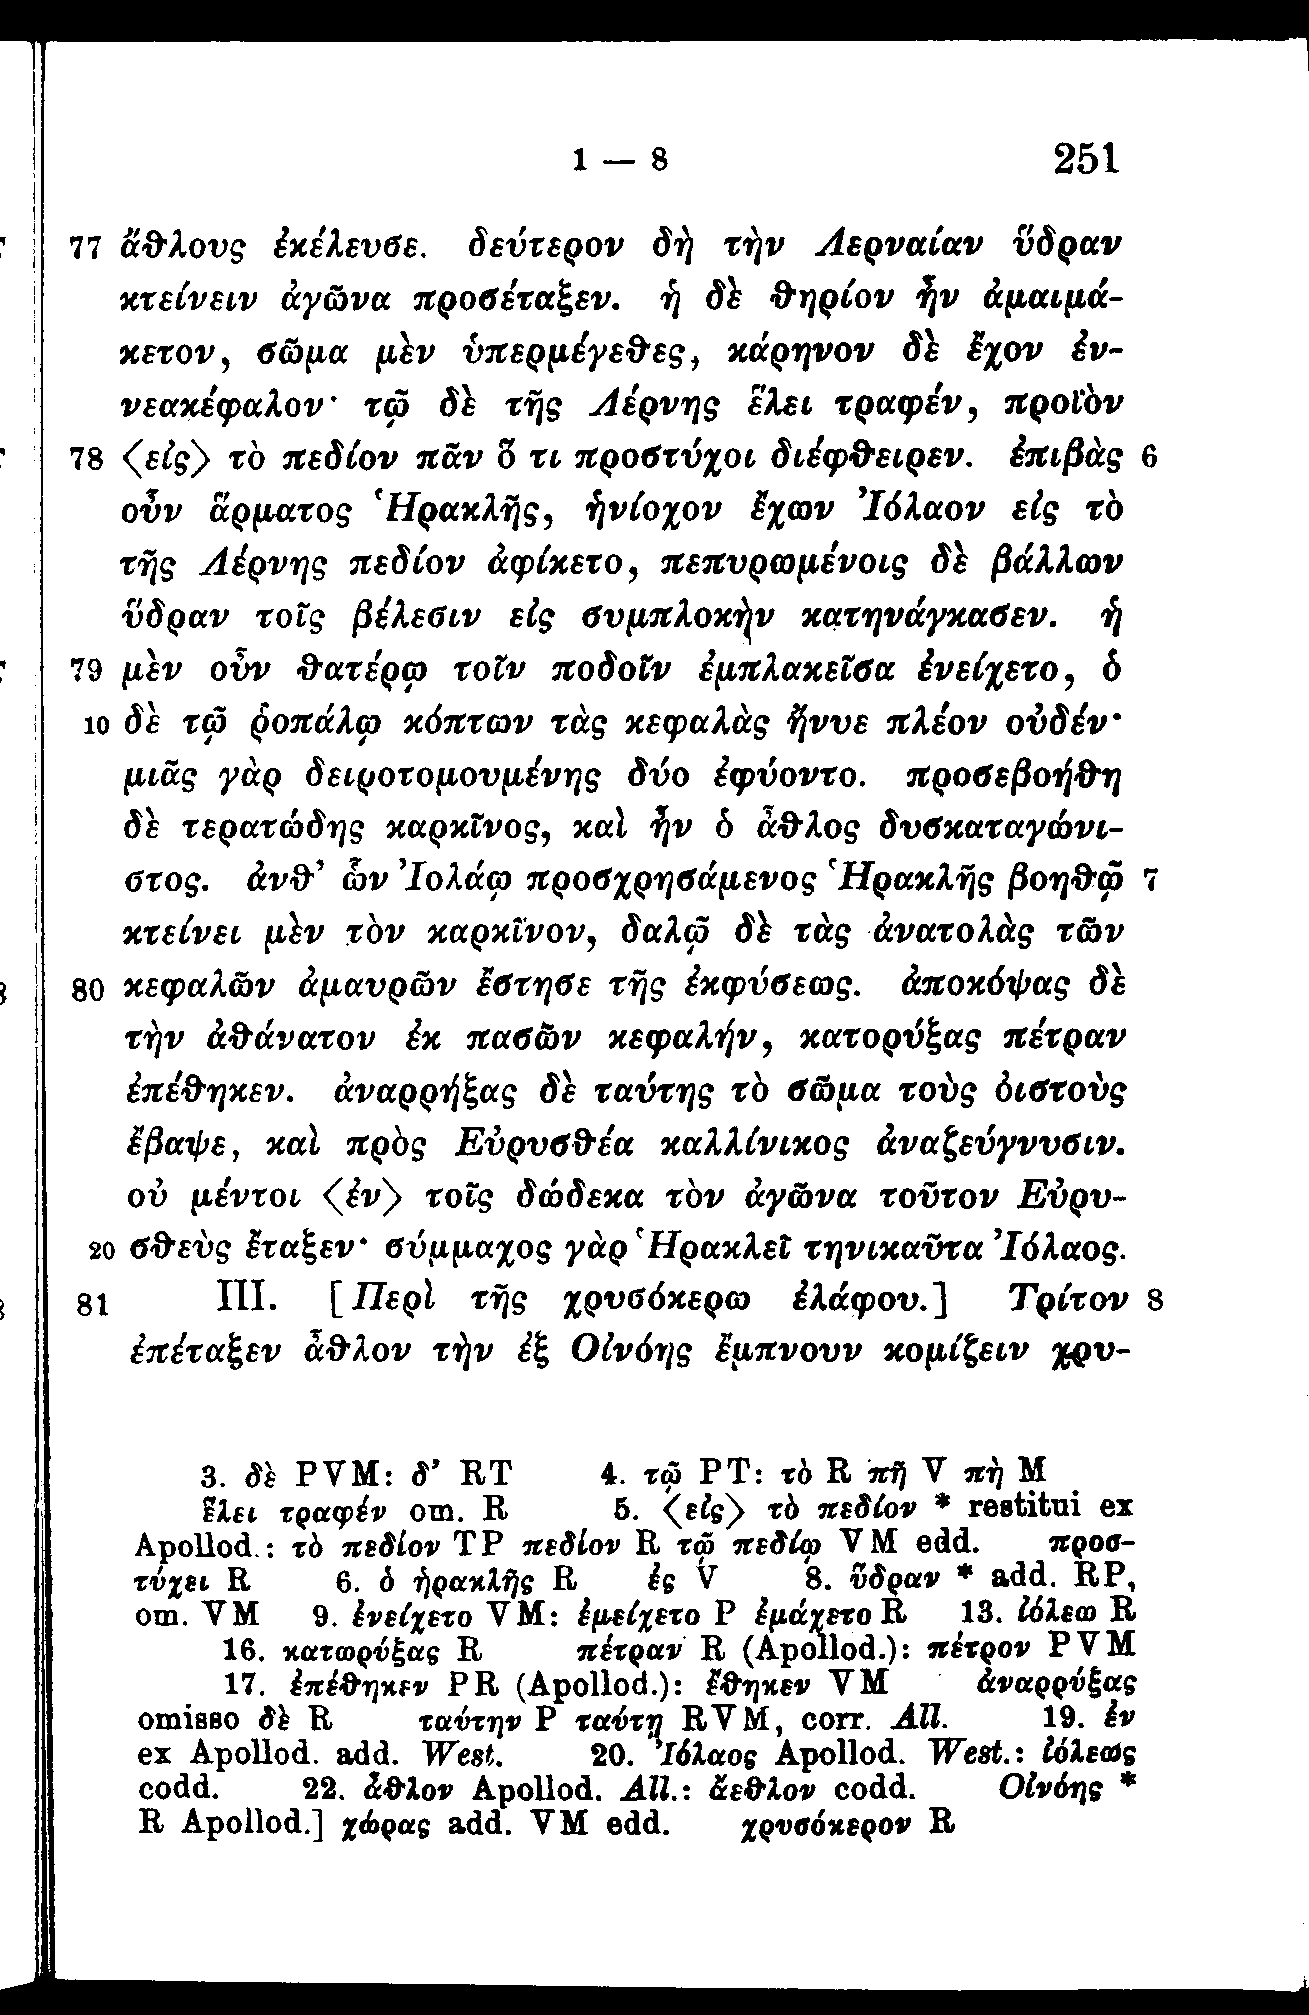 1 — 8 251
77 ἄθλους ἐκέλευσε. δεύτερον δὴ τὴν Λερναίαν ὕδραν
κτείνειν ἀγῶνα προσέταξεν. ἡ δὲ θηρίον ἦν ἀμαιμά-
κετον, σῶμα μὲν ὑπερμέγεθες, κάρηνον δὲ ἔχον ἐν-
νεακέφαλον· τῷ δὲ τῆς Λέρνης ἕλει τραφέν, προϊὸν
78 〈εἰς〉 τὸ πεδίον πᾶν ὅ τι προστύχοι διέφθειρεν. ἐπιβὰς 6
οὖν ἅρματος Ἡρακλῆς, ἡνίοχον ἔχων Ἰόλαον εἰς τὸ
τῆς Λέρνης πεδίον ἀφίκετο, πεπυρωμένοις δὲ βάλλων
ὕδραν τοῖς βέλεσιν εἰς συμπλοκὴν κατηνάγκασεν. ἡ
79 μὲν οὖν θατέρῳ τοῖν ποδοῖν ἐμπλακεῖσα ἐνείχετο, ὁ
10 δὲ τῷ ῥοπάλῳ κόπτων τὰς κεφαλὰς ἤνυε πλέον οὐδέν·
μιᾶς γὰρ δειροτομουμένης δύο ἐφύοντο. προσεβοήθη
δὲ τερατώδης καρκῖνος, καὶ ἦν ὁ ἆθλος δυσκαταγώνι-
στος. ἀνθ’ ὧν Ἰολάῳ προσχρησάμενος Ἡρακλῆς βοηθῷ 7
κτείνει μὲν τὸν καρκῖνον, δαλῷ δὲ τὰς ἀνατολὰς τῶν
80 κεφαλῶν ἀμαυρῶν ἔστησε τῆς ἐκφύσεως. ἀποκόψας δὲ
τὴν ἀθάνατον ἐκ πασῶν κεφαλήν, κατορύξας πέτραν
ἐπέθηκεν. ἀναρρήξας δὲ ταύτης τὸ σῶμα τοὺς ὀιστοὺς
ἔβαψε, καὶ πρὸς Εὐρυσθέα καλλίνικος ἀναζεύγνυσιν.
οὐ μέντοι 〈ἐν〉 τοῖς δώδεκα τὸν ἀγῶνα τοῦτον Εὐρυ-
20 σθεὺς ἔταξεν· σύμμαχος γὰρ Ἡρακλεῖ τηνικαῦτα Ἰόλαος.
81 III. [Περὶ τῆς χρυσόκερω ἐλάφου.] Τρίτον 8
ἐπέταξεν ἆθλον τὴν ἐξ Οἰνόης ἔμπνουν κομίζειν χρυ-
3. δὲ PVM: δ’ RT 4. τῷ PT: τὸ R πῇ V πὴ M
ἕλει τραφέν om. R 5. 〈εἰς〉 τὸ πεδίον * restitui ex
Apollod.: τὸ πεδίον TP πεδίον R τῷ πεδίῳ VM edd. προσ-
τύχει R 6. ὁ ἡρακλῆς R ἐς V 8. ὕδραν * add. RP,
om. VM 9. ἐνείχετο VM: ἐμείχετο P ἐμάχετο R 13. ἰόλεω R
16. κατωρύξας R πέτραν R (Apollod.): πέτρον PVM
17. ἐπέθηκεν PR (Apollod.): ἔθηκεν VM ἀναρρύξας
omisso δὲ R ταύτην P ταύτῃ RVM, corr. All. 19. ἐν
ex Apollod. add. West. 20. Ἰόλαος Apollod. West.: ἰόλεως
codd. 22. ἆθλον Apollod. All.: ἄεθλον codd. Οἰνόης *
R Apollod.] χώρας add. VM edd. χρυσόκερον R